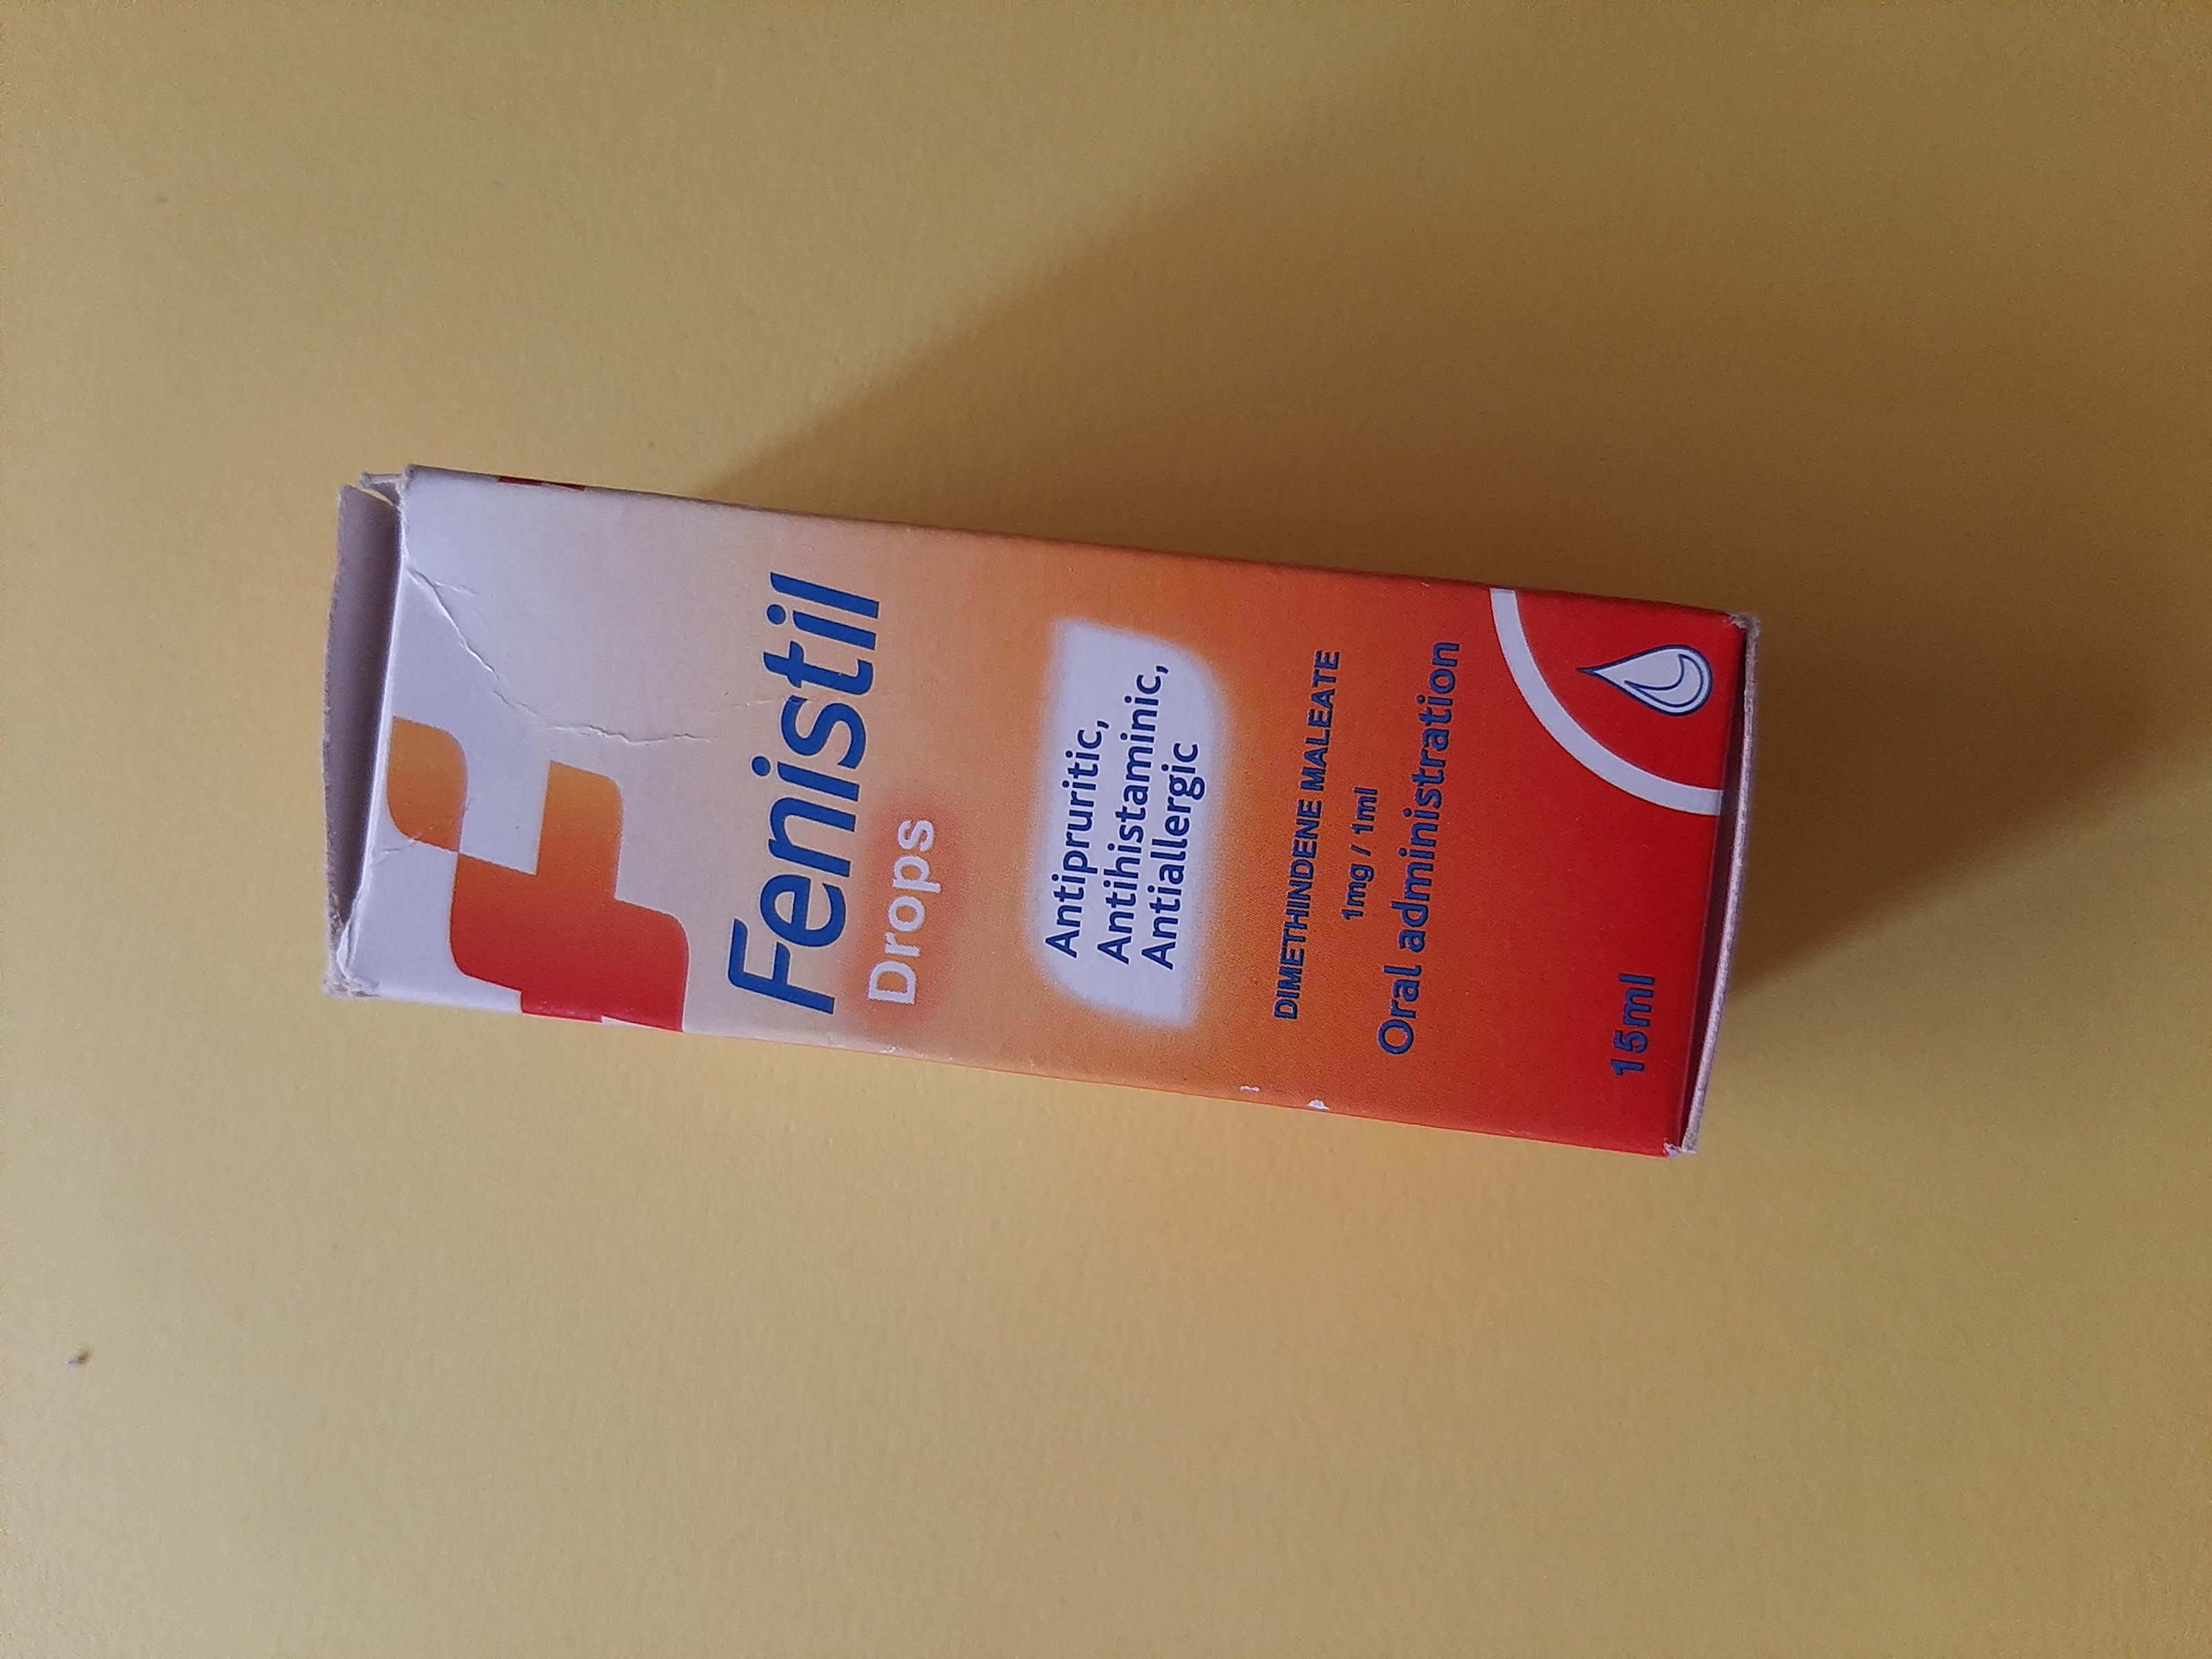 Fenistil
Drops
Antipruritic,
Antihistaminic,
Antiallergic
DIMETHINDENE MALEATE
1mg / 1ml
Oral administration
15ml